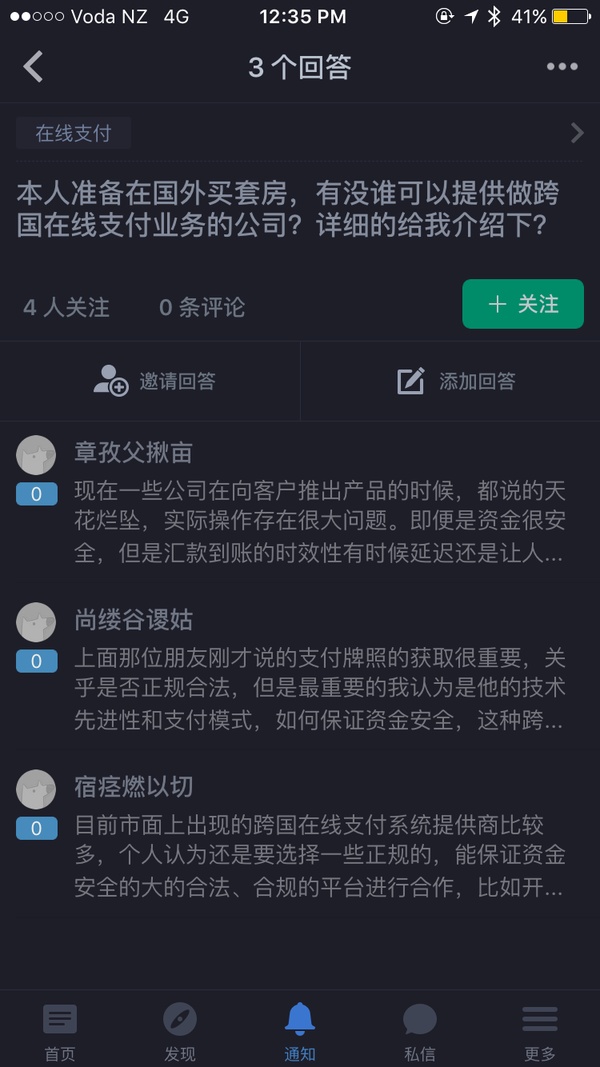 Voda NZ 4G 12:35 PM 41%
3 个回答
在线支付
本人准备在国外买套房，有没谁可以提供做跨
国在线支付业务的公司？详细的给我介绍下？
4 人关注 0 条评论 + 关注
邀请回答 添加回答
章孜父揪亩
0
现在一些公司在向客户推出产品的时候，都说的天
花烂坠，实际操作存在很大问题。即便是资金很安
全，但是汇款到账的时效性有时候延迟还是让人...
尚缕谷谡姑
0
上面那位朋友刚才说的支付牌照的获取很重要，关
乎是否正规合法，但是最重要的我认为是他的技术
先进性和支付模式，如何保证资金安全，这种跨...
宿痉燃以切
0
目前市面上出现的跨国在线支付系统提供商比较
多，个人认为还是要选择一些正规的，能保证资金
安全的大的合法、合规的平台进行合作，比如开...
首页 发现 通知 私信 更多